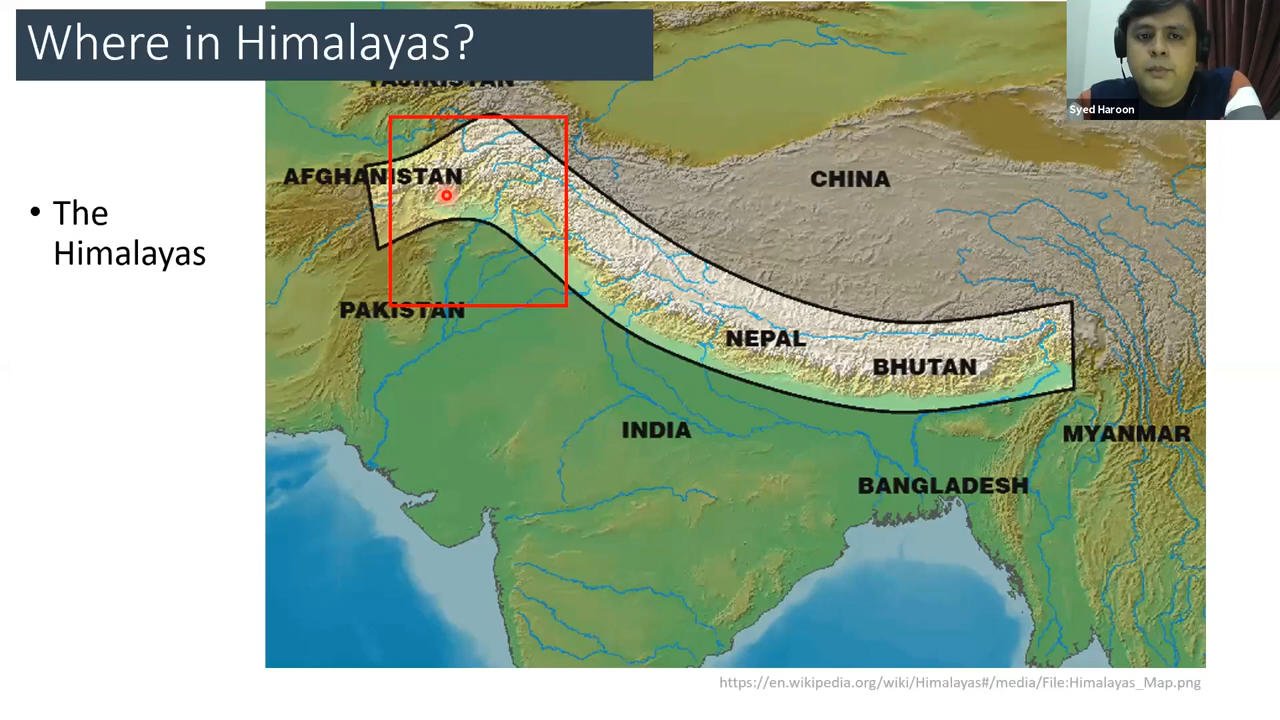 Where in Himalayas?
Syed Haroon
TAJIKISTAN
AFGHANISTAN
CHINA
• The
Himalayas
PAKISTAN
NEPAL
BHUTAN
INDIA
MYANMAR
BANGLADESH
https://en.wikipedia.org/wiki/Himalayas#/media/File:Himalayas_Map.png